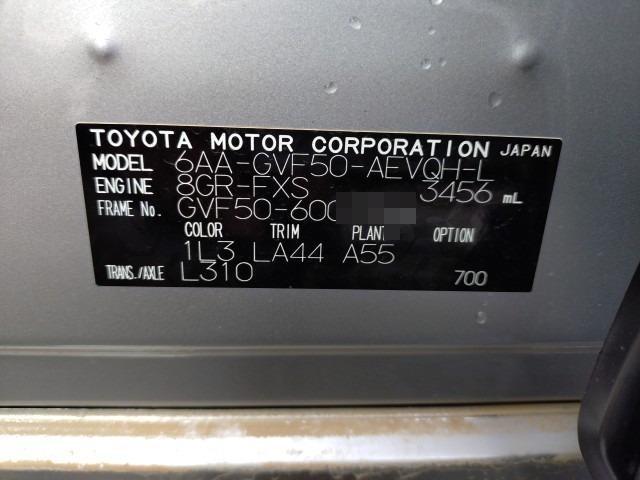 TOYOTA MOTOR CORPORATION JAPAN
MODEL 6AA-GVF50-AEVQH-L
ENGINE 8GR-FXS 3456 mL
FRAME No. GVF50-600
COLOR TRIM PLANT OPTION
1L3 LA44 A55
TRANS./AXLE L310 700